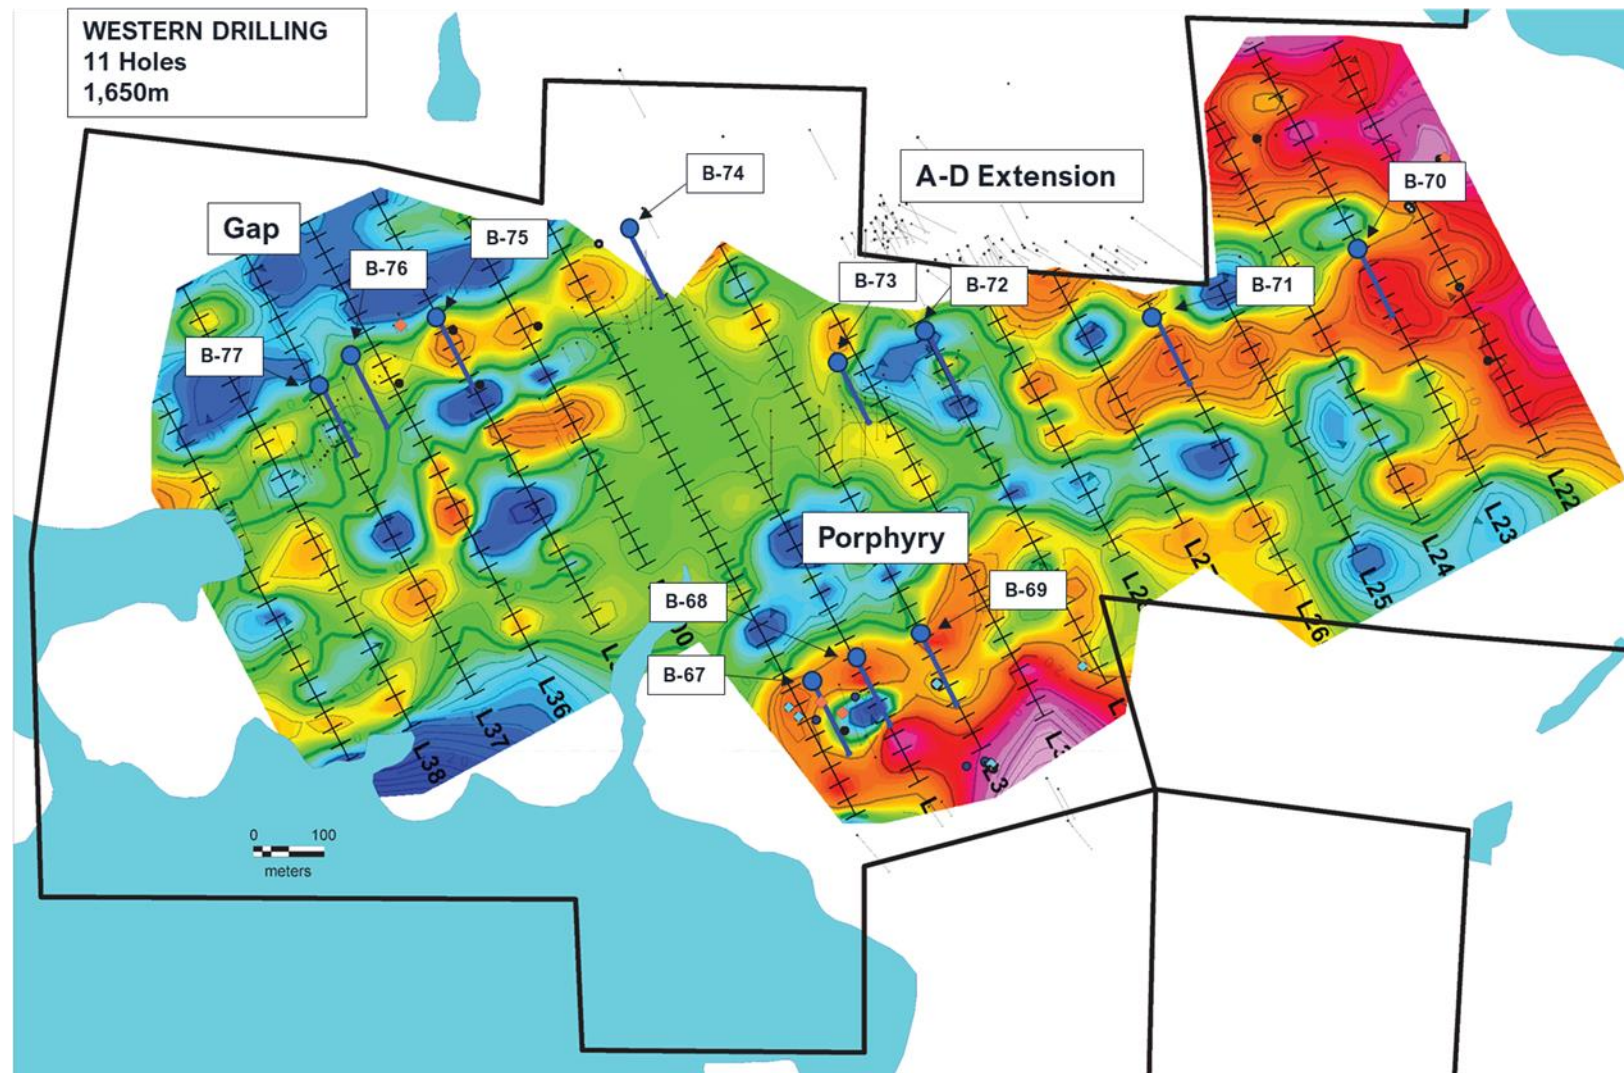 WESTERN DRILLING
11 Holes
1,650m
B-74
A-D Extension
B-70
Gap
B-75
B-76
B-73
B-72
B-71
B-77
Porphyry
B-68
B-69
B-67
L22
L23
L24
L25
L26
L36
L37
L38
0 100
meters